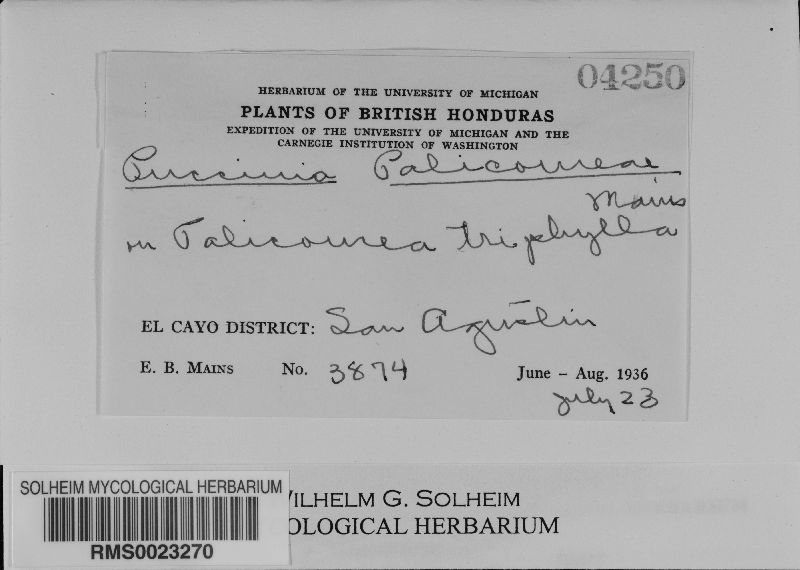 04250
HERBARIUM OF THE UNIVERSITY OF MICHIGAN
PLANTS OF BRITISH HONDURAS
EXPEDITION OF THE UNIVERSITY OF MICHIGAN AND THE
CARNEGIE INSTITUTION OF WASHINGTON
Puccinia Palicoureae
Mains
on Palicourea triphylla
EL CAYO DISTRICT: San Agustin
E. B. MAINS No. 3874 June - Aug. 1936
July 23
SOLHEIM MYCOLOGICAL HERBARIUM
RMS0023270
WILHELM G. SOLHEIM
OLOGICAL HERBARIUM